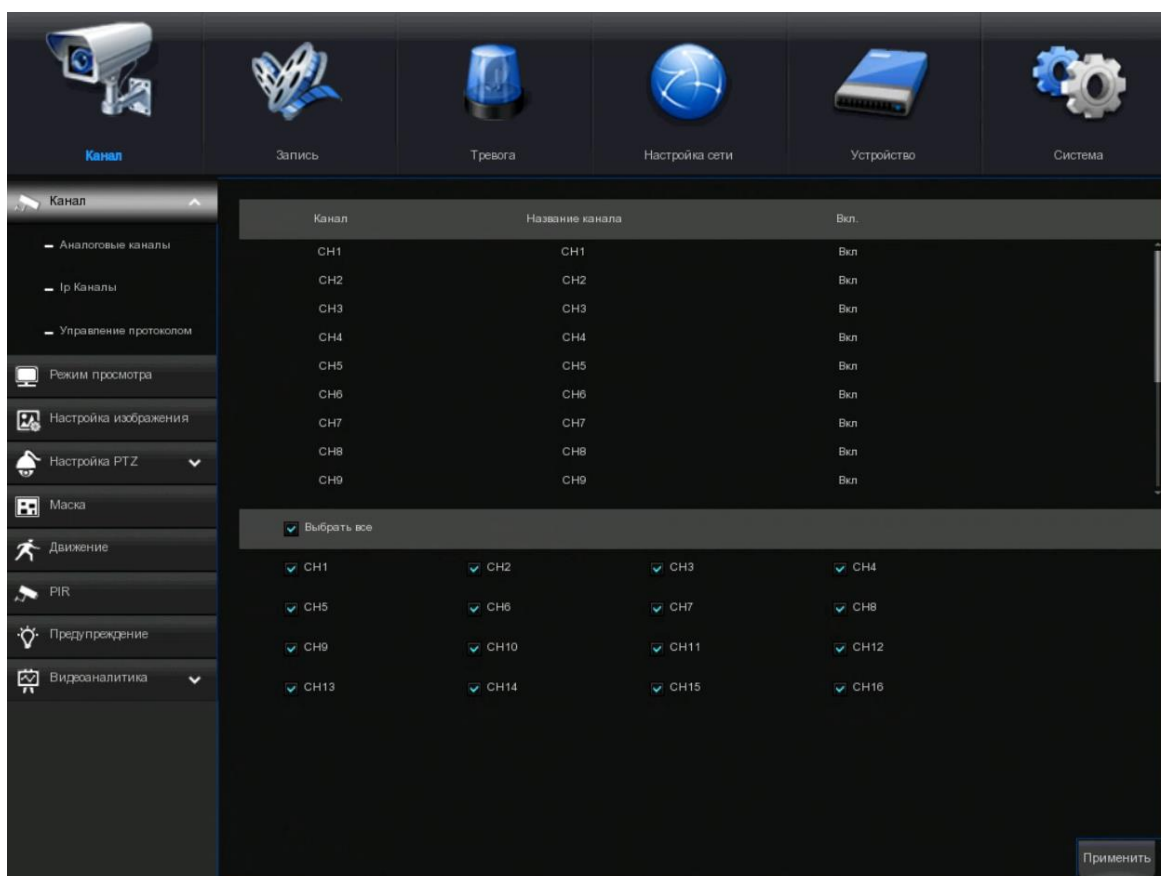 Канал Запись Тревога Настройка сети Устройство Система
Канал
Аналоговые каналы
Ip Каналы
Управление протоколом
Режим просмотра
Настройка изображения
Настройка PTZ
Маска
Движение
PIR
Предупреждение
Видеоаналитика
Канал Название канала Вкл.
CH1 CH1 Вкл
CH2 CH2 Вкл
CH3 CH3 Вкл
CH4 CH4 Вкл
CH5 CH5 Вкл
CH6 CH6 Вкл
CH7 CH7 Вкл
CH8 CH8 Вкл
CH9 CH9 Вкл
Выбрать все
CH1 CH2 CH3 CH4
CH5 CH6 CH7 CH8
CH9 CH10 CH11 CH12
CH13 CH14 CH15 CH16
Применить